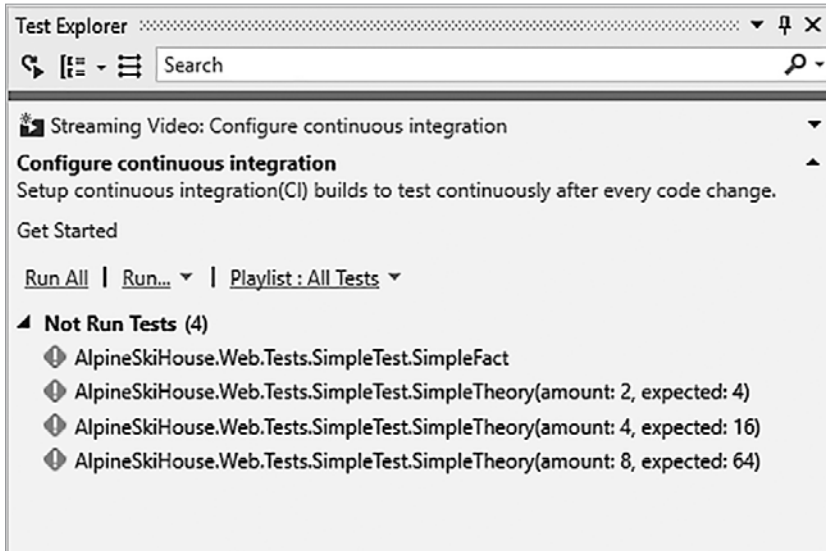 Test Explorer
Search
Streaming Video: Configure continuous integration
Configure continuous integration
Setup continuous integration(CI) builds to test continuously after every code change.
Get Started
Run All | Run... | Playlist : All Tests
Not Run Tests (4)
AlpineSkiHouse.Web.Tests.SimpleTest.SimpleFact
AlpineSkiHouse.Web.Tests.SimpleTest.SimpleTheory(amount: 2, expected: 4)
AlpineSkiHouse.Web.Tests.SimpleTest.SimpleTheory(amount: 4, expected: 16)
AlpineSkiHouse.Web.Tests.SimpleTest.SimpleTheory(amount: 8, expected: 64)